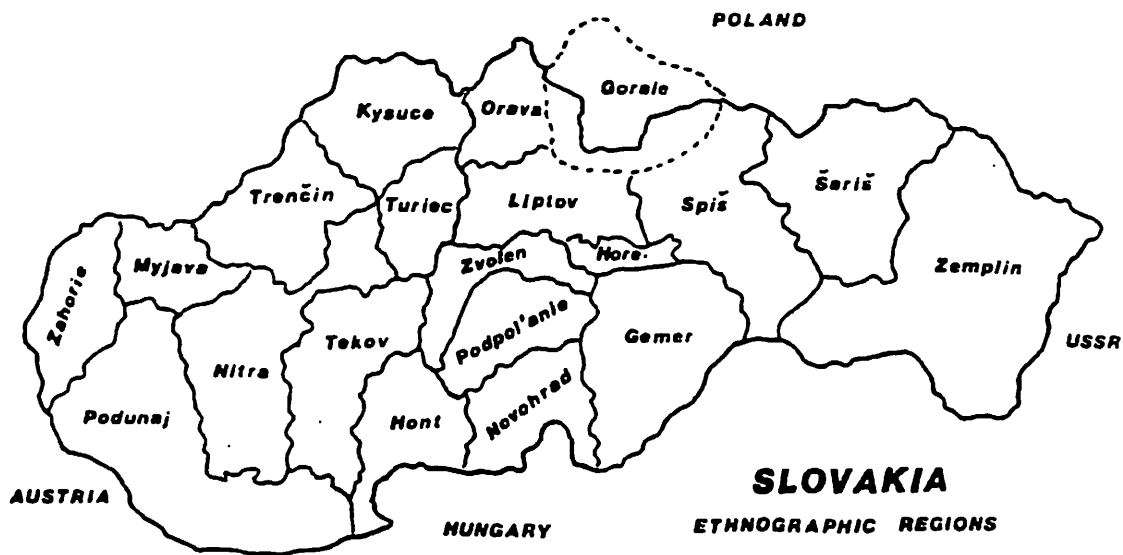 POLAND
Gorale
Kysuce
Orava
Šariš
Trenčin
Turiec
Liptov
Spiš
Zvolen
Hore.
Myjava
Zemplin
Zahorie
Podpol'anie
Tekov
Gemer
USSR
Nitra
Novohrad
Podunaj
Hont
SLOVAKIA
AUSTRIA
HUNGARY
ETHNOGRAPHIC REGIONS